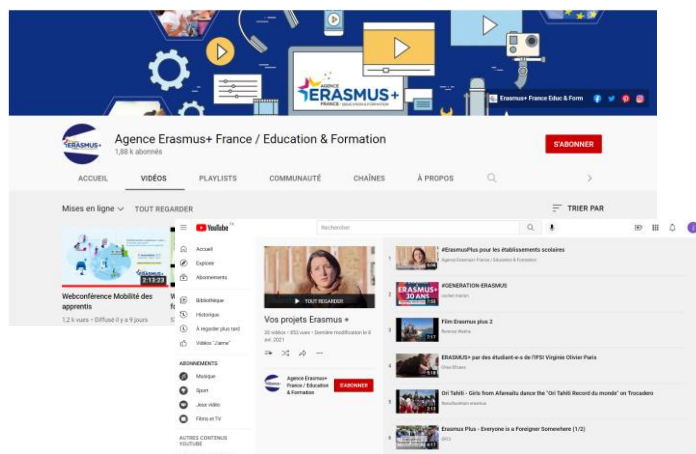 AGENCE
ERASMUS+
FRANCE / EDUCATION & FORMATION
Erasmus+ France Educ & Form
Agence Erasmus+ France / Education & Formation
1,88 k abonnés
S'ABONNER
ACCUEIL
VIDÉOS
PLAYLISTS
COMMUNAUTÉ
CHAÎNES
À PROPOS
Mises en ligne
TOUT REGARDER
TRIER PAR
2:13:23
Webconférence Mobilité des
apprentis
1,2 k vues • Diffusé il y a 9 jours
YouTube
Rechercher
Accueil
Explorer
Abonnements
Bibliothèque
Historique
À regarder plus tard
Vidéos "J'aime"
ABONNEMENTS
Musique
Sport
Jeux vidéo
Films et TV
AUTRES CONTENUS
YOUTUBE
TOUT REGARDER
Vos projets Erasmus +
Agence Erasmus+
France / Education
& Formation
S'ABONNER
1
#ErasmusPlus pour les établissements scolaires
Agence Erasmus+ France / Education & Formation
2
ERASMUS+
30 ANS
#GENERATION-ERASMUS
3
Film Erasmus plus 2
4
ERASMUS+ par des étudiant-e-s de l'IFSI Virginie Olivier Paris
5
Ori Tahiti - Girls from Afareaitu dance the "Ori Tahiti Record du monde" on Trocadero
6
Erasmus Plus - Everyone is a Foreigner Somewhere (1/2)